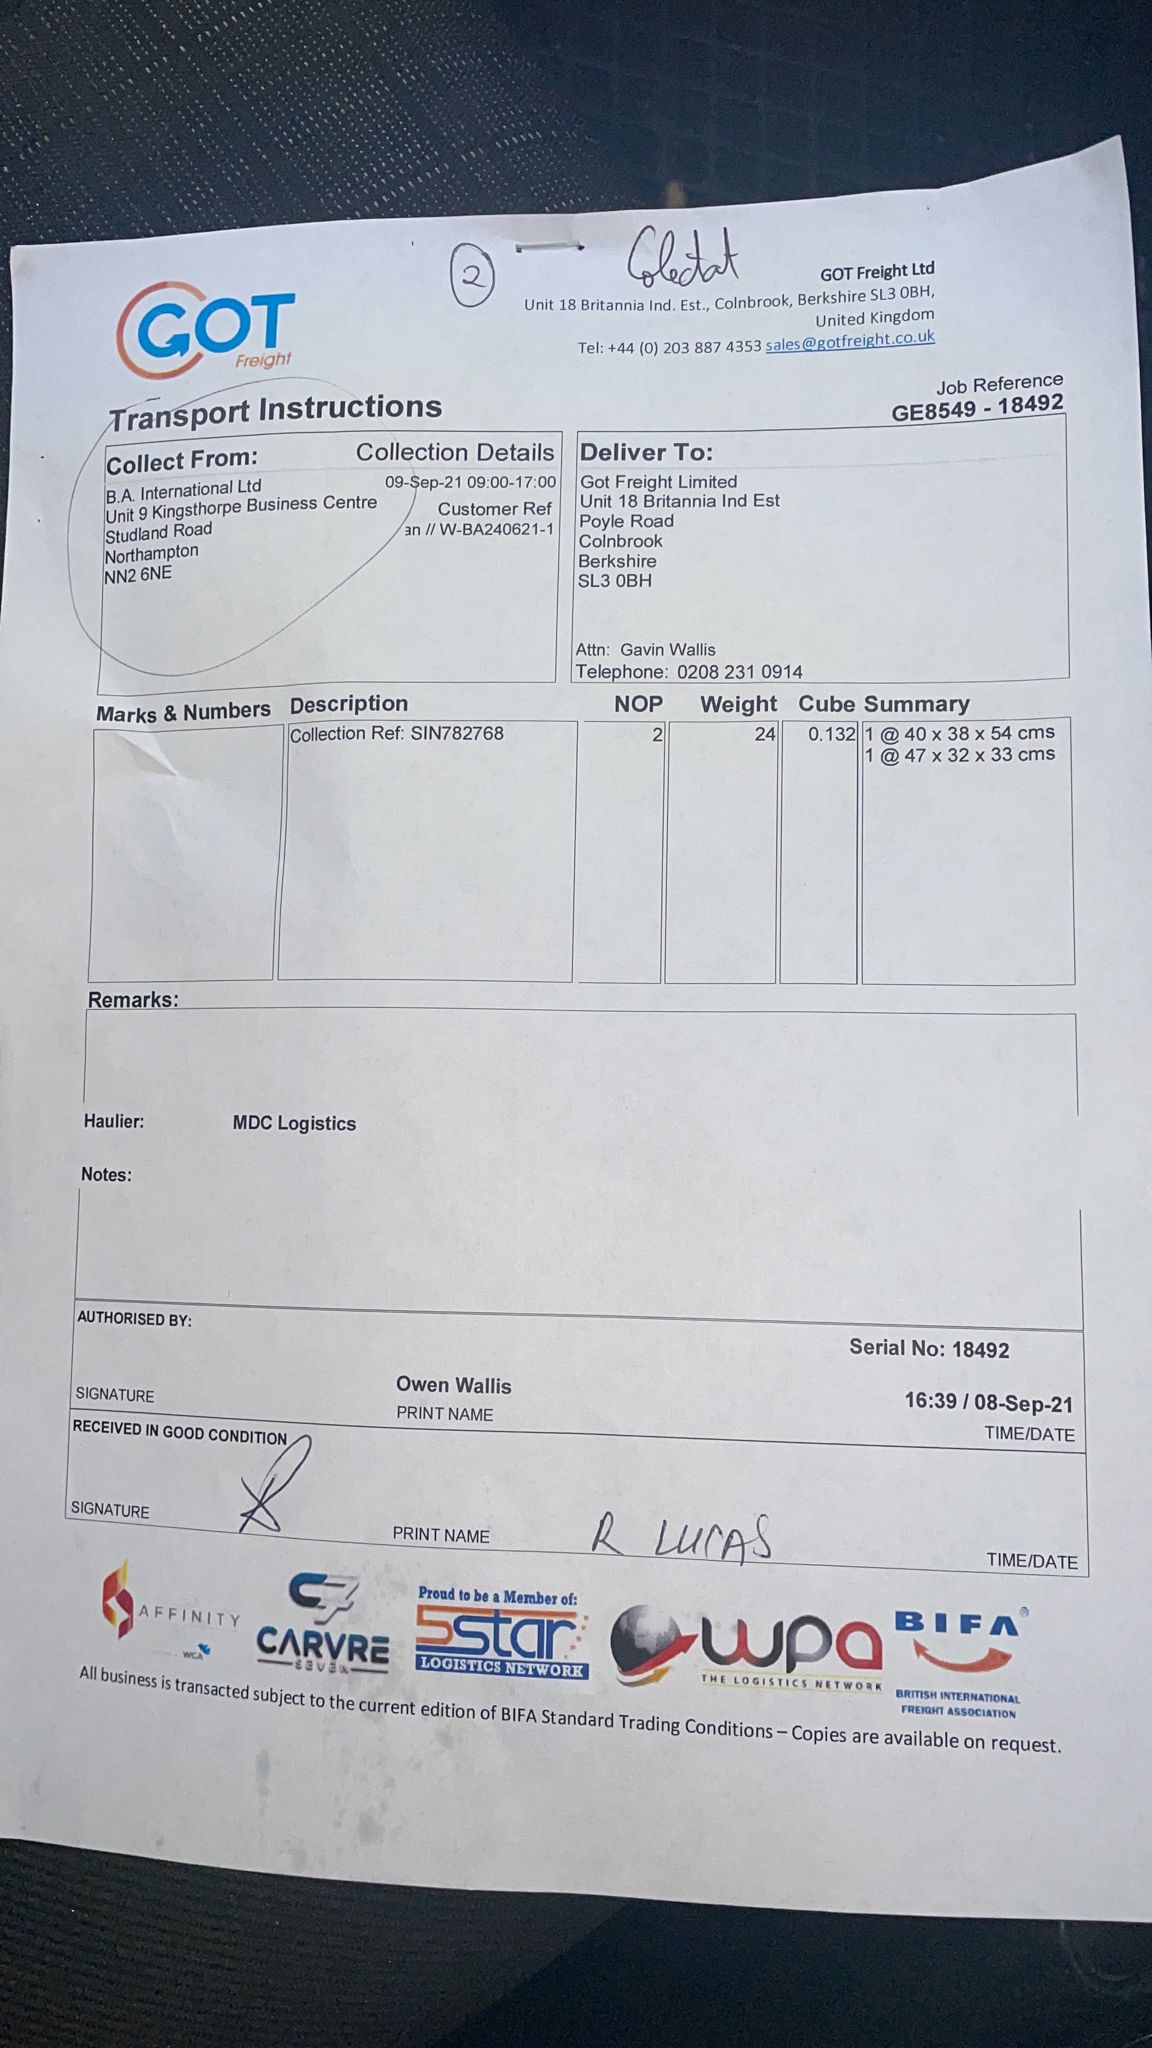 2 Colectat
GOT
Freight
GOT Freight Ltd
Unit 18 Britannia Ind. Est., Colnbrook, Berkshire SL3 0BH,
United Kingdom
Tel: +44 (0) 203 887 4353 sales@gotfreight.co.uk
Job Reference
GE8549 - 18492
Transport Instructions
Collect From:
B.A. International Ltd
Unit 9 Kingsthorpe Business Centre
Studland Road
Northampton
NN2 6NE
Collection Details
09-Sep-21 09:00-17:00
Customer Ref
an // W-BA240621-1
Deliver To:
Got Freight Limited
Unit 18 Britannia Ind Est
Poyle Road
Colnbrook
Berkshire
SL3 0BH
Attn: Gavin Wallis
Telephone: 0208 231 0914
Marks & Numbers Description NOP Weight Cube Summary
Collection Ref: SIN782768 2 24 0.132 1 @ 40 x 38 x 54 cms
1 @ 47 x 32 x 33 cms
Remarks:
Haulier: MDC Logistics
Notes:
AUTHORISED BY:
Serial No: 18492
Owen Wallis 16:39 / 08-Sep-21
SIGNATURE PRINT NAME TIME/DATE
RECEIVED IN GOOD CONDITION
SIGNATURE PRINT NAME R LUCAS TIME/DATE
AFFINITY
WCA
CARVRE
SEVEN
Proud to be a Member of:
5star
LOGISTICS NETWORK
wpa
THE LOGISTICS NETWORK
BIFA®
BRITISH INTERNATIONAL
FREIGHT ASSOCIATION
All business is transacted subject to the current edition of BIFA Standard Trading Conditions – Copies are available on request.